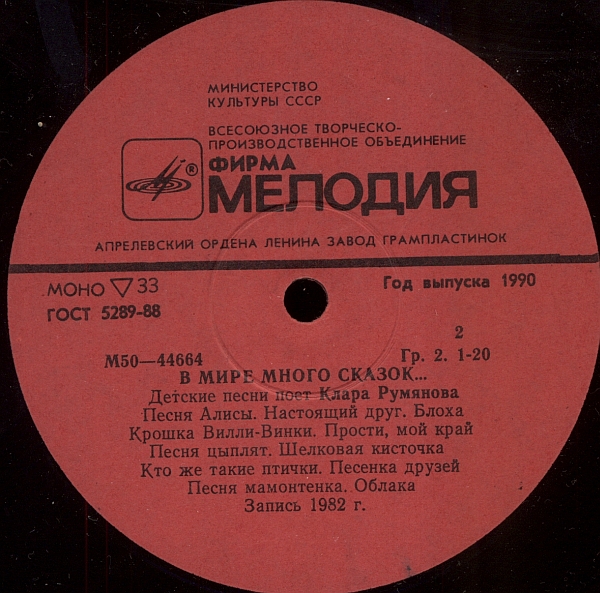 МИНИСТЕРСТВО
КУЛЬТУРЫ СССР
ВСЕСОЮЗНОЕ ТВОРЧЕСКО-
ПРОИЗВОДСТВЕННОЕ ОБЪЕДИНЕНИЕ
ФИРМА
®
МЕЛОДИЯ
АПРЕЛЕВСКИЙ ОРДЕНА ЛЕНИНА ЗАВОД ГРАМПЛАСТИНОК
МОНО ▽ 33
Год выпуска 1990
ГОСТ 5289-88
2
М50—44664
Гр. 2. 1-20
В МИРЕ МНОГО СКАЗОК...
Детские песни поет Клара Румянова
Песня Алисы. Настоящий друг. Блоха
Крошка Вилли-Винки. Прости, мой край
Песня цыплят. Шелковая кисточка
Кто же такие птички. Песенка друзей
Песня мамонтенка. Облака
Запись 1982 г.